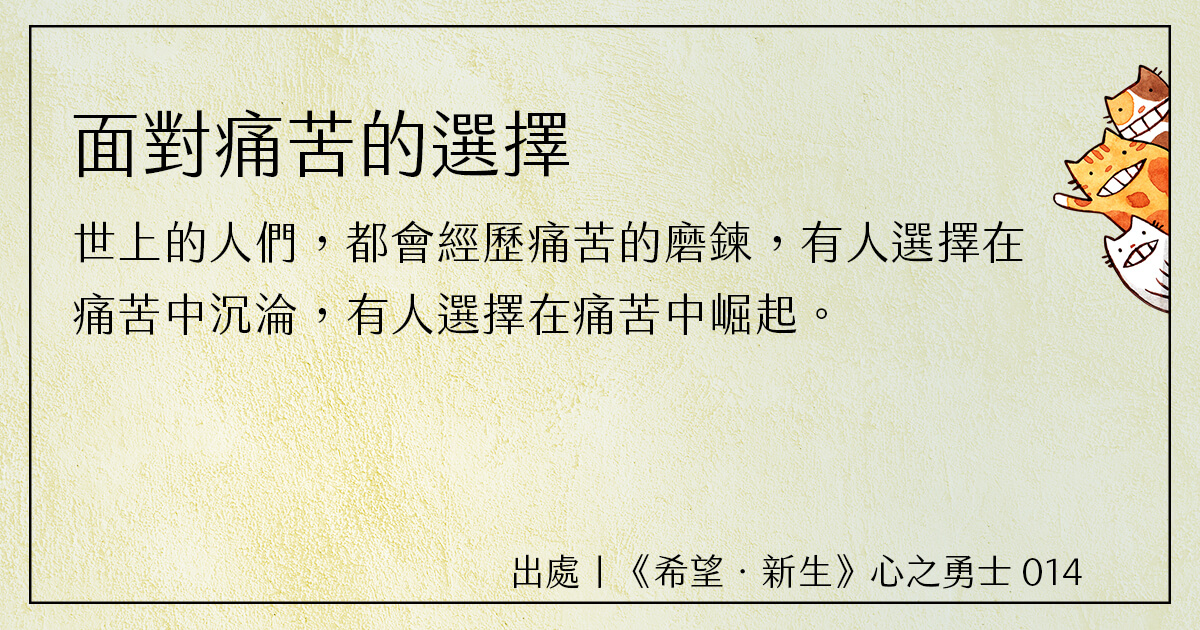 面對痛苦的選擇
世上的人們，都會經歷痛苦的磨鍊，有人選擇在
痛苦中沉淪，有人選擇在痛苦中崛起。
出處丨《希望．新生》心之勇士 014